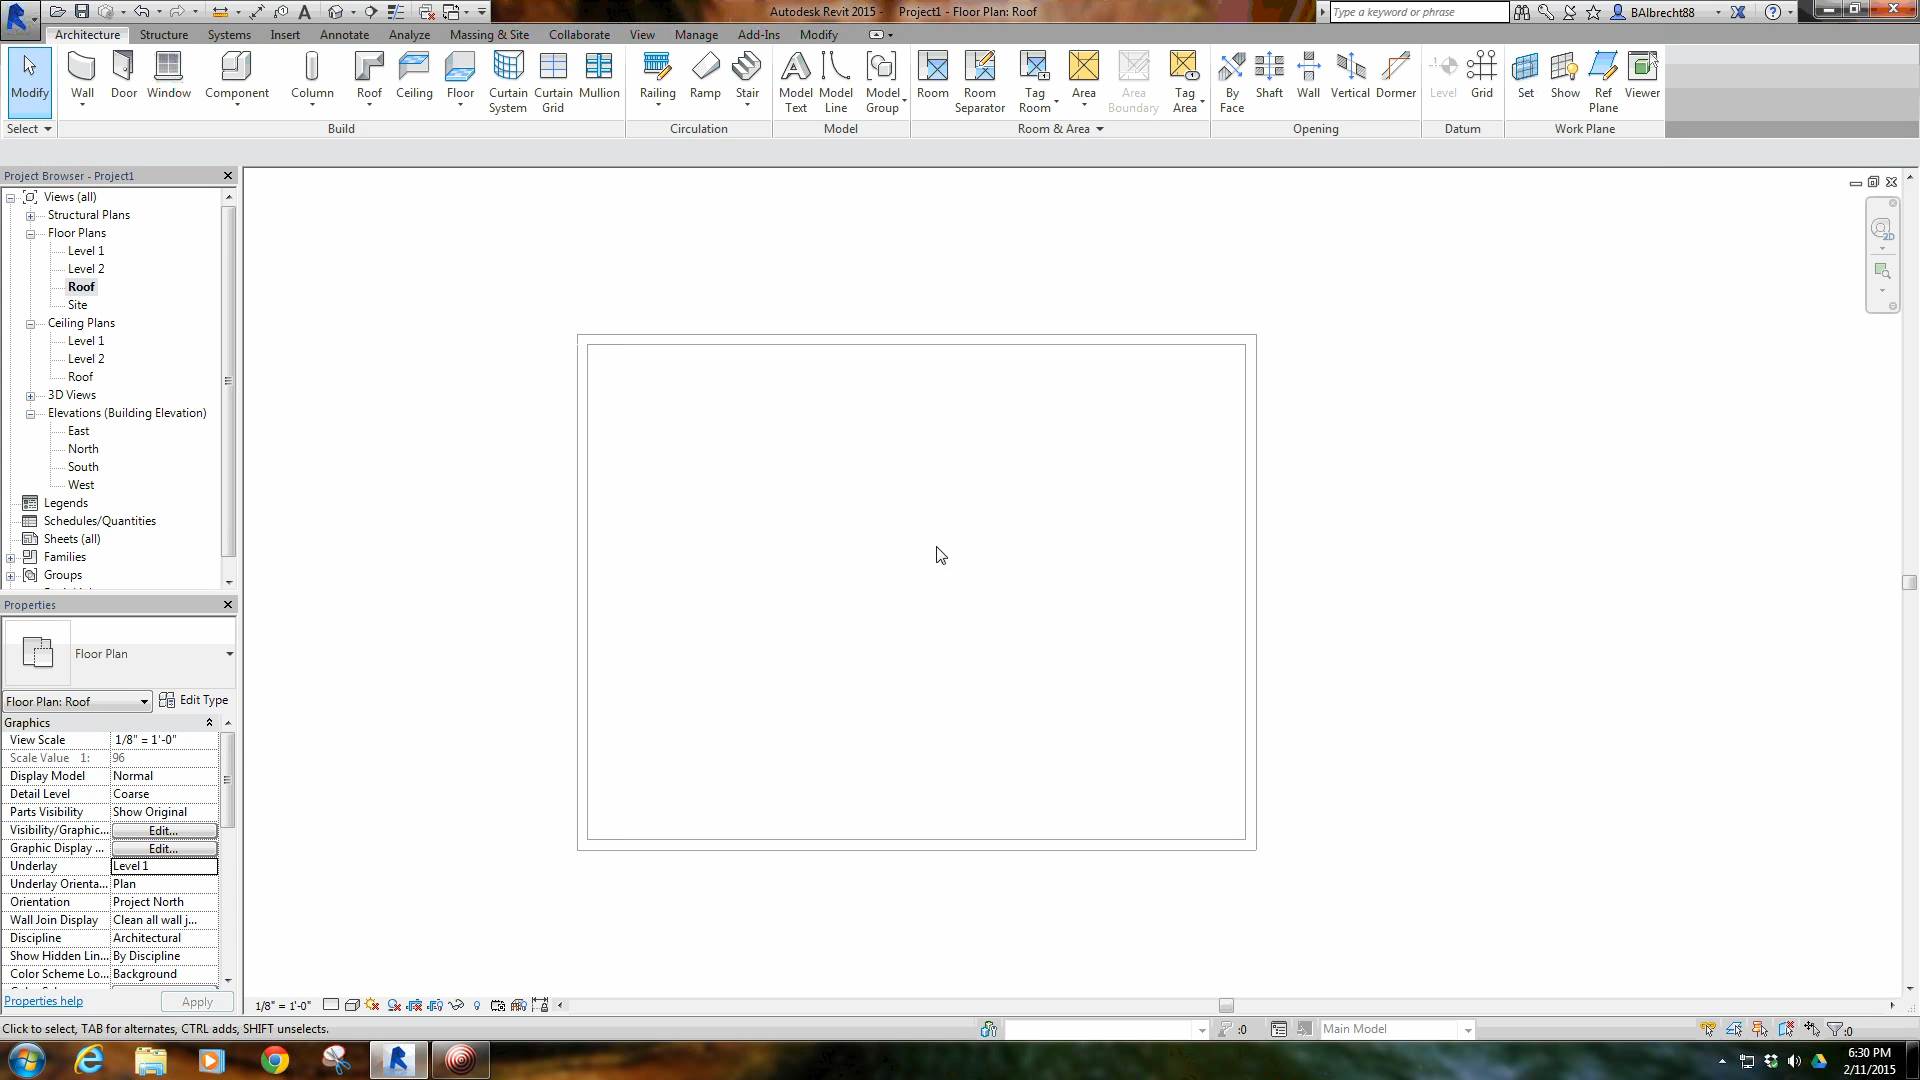 Autodesk Revit 2015 - Project1 - Floor Plan: Roof
Type a keyword or phrase
BAlbrecht88
Architecture Structure Systems Insert Annotate Analyze Massing & Site Collaborate View Manage Add-Ins Modify
Modify Wall Door Window Component Column Roof Ceiling Floor Curtain System Curtain Grid Mullion Railing Ramp Stair Model Text Model Line Model Group Room Room Separator Tag Room Area Area Boundary Tag Area By Face Shaft Wall Vertical Dormer Level Grid Set Show Ref Plane Viewer
Select Build Circulation Model Room & Area Opening Datum Work Plane
Project Browser - Project1
Views (all)
Structural Plans
Floor Plans
Level 1
Level 2
Roof
Site
Ceiling Plans
Level 1
Level 2
Roof
3D Views
Elevations (Building Elevation)
East
North
South
West
Legends
Schedules/Quantities
Sheets (all)
Families
Groups
2D
Properties
Floor Plan
Floor Plan: Roof Edit Type
Graphics
View Scale 1/8" = 1'-0"
Scale Value 1: 96
Display Model Normal
Detail Level Coarse
Parts Visibility Show Original
Visibility/Graphic... Edit...
Graphic Display ... Edit...
Underlay Level 1
Underlay Orienta... Plan
Orientation Project North
Wall Join Display Clean all wall j...
Discipline Architectural
Show Hidden Lin... By Discipline
Color Scheme Lo... Background
Properties help Apply
1/8" = 1'-0"
Click to select, TAB for alternates, CTRL adds, SHIFT unselects.
:0
Main Model
:0
6:30 PM
2/11/2015